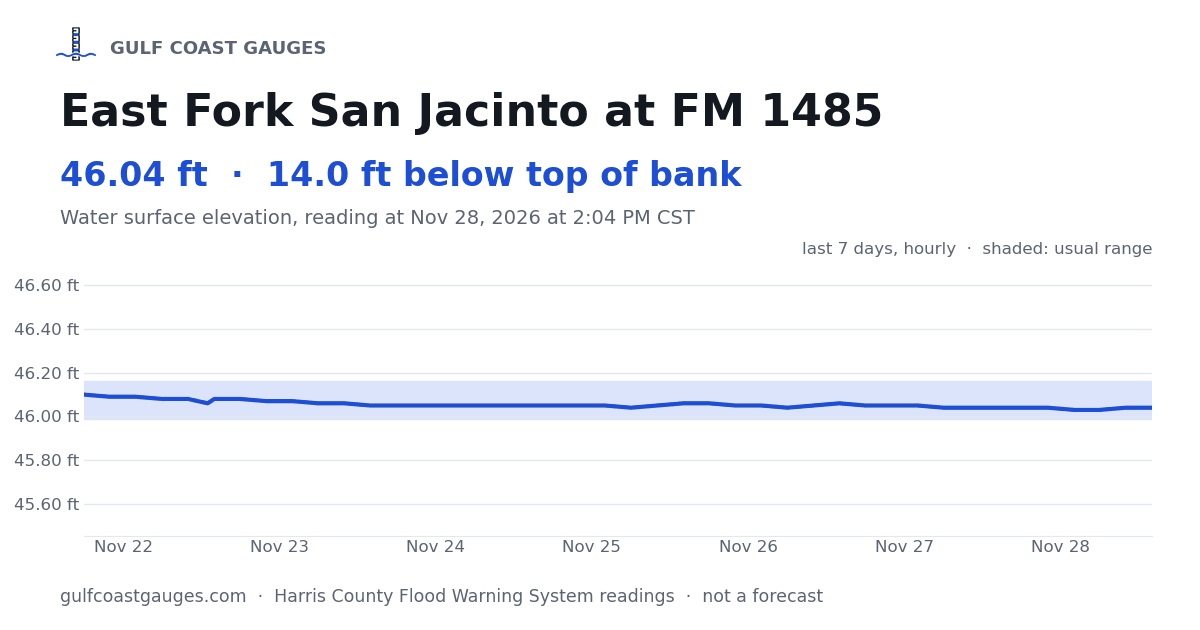 GULF COAST GAUGES
East Fork San Jacinto at FM 1485
46.04 ft · 14.0 ft below top of bank
Water surface elevation, reading at Nov 28, 2026 at 2:04 PM CST
last 7 days, hourly · shaded: usual range
46.60 ft
46.40 ft
46.20 ft
46.00 ft
45.80 ft
45.60 ft
Nov 22 Nov 23 Nov 24 Nov 25 Nov 26 Nov 27 Nov 28
gulfcoastgauges.com · Harris County Flood Warning System readings · not a forecast